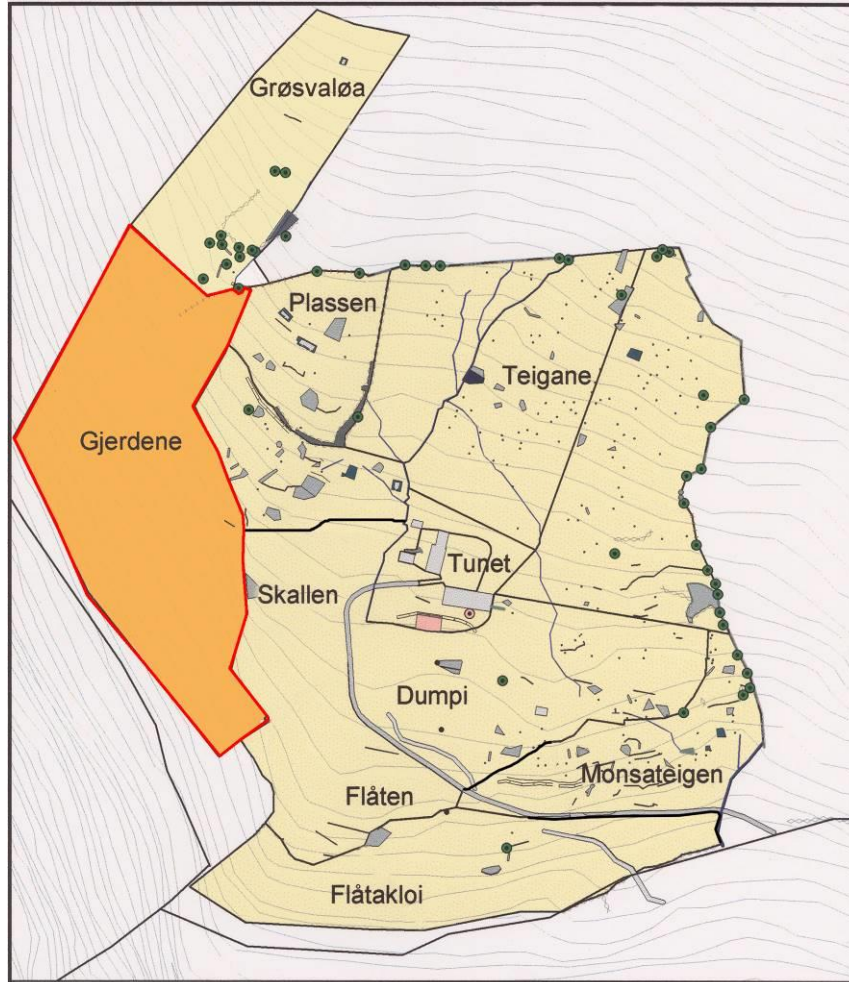 Grøsvaløa
Plassen
Teigane
Gjerdene
Tunet
Skallen
Dumpi
Monsateigen
Flåten
Flåtakloi